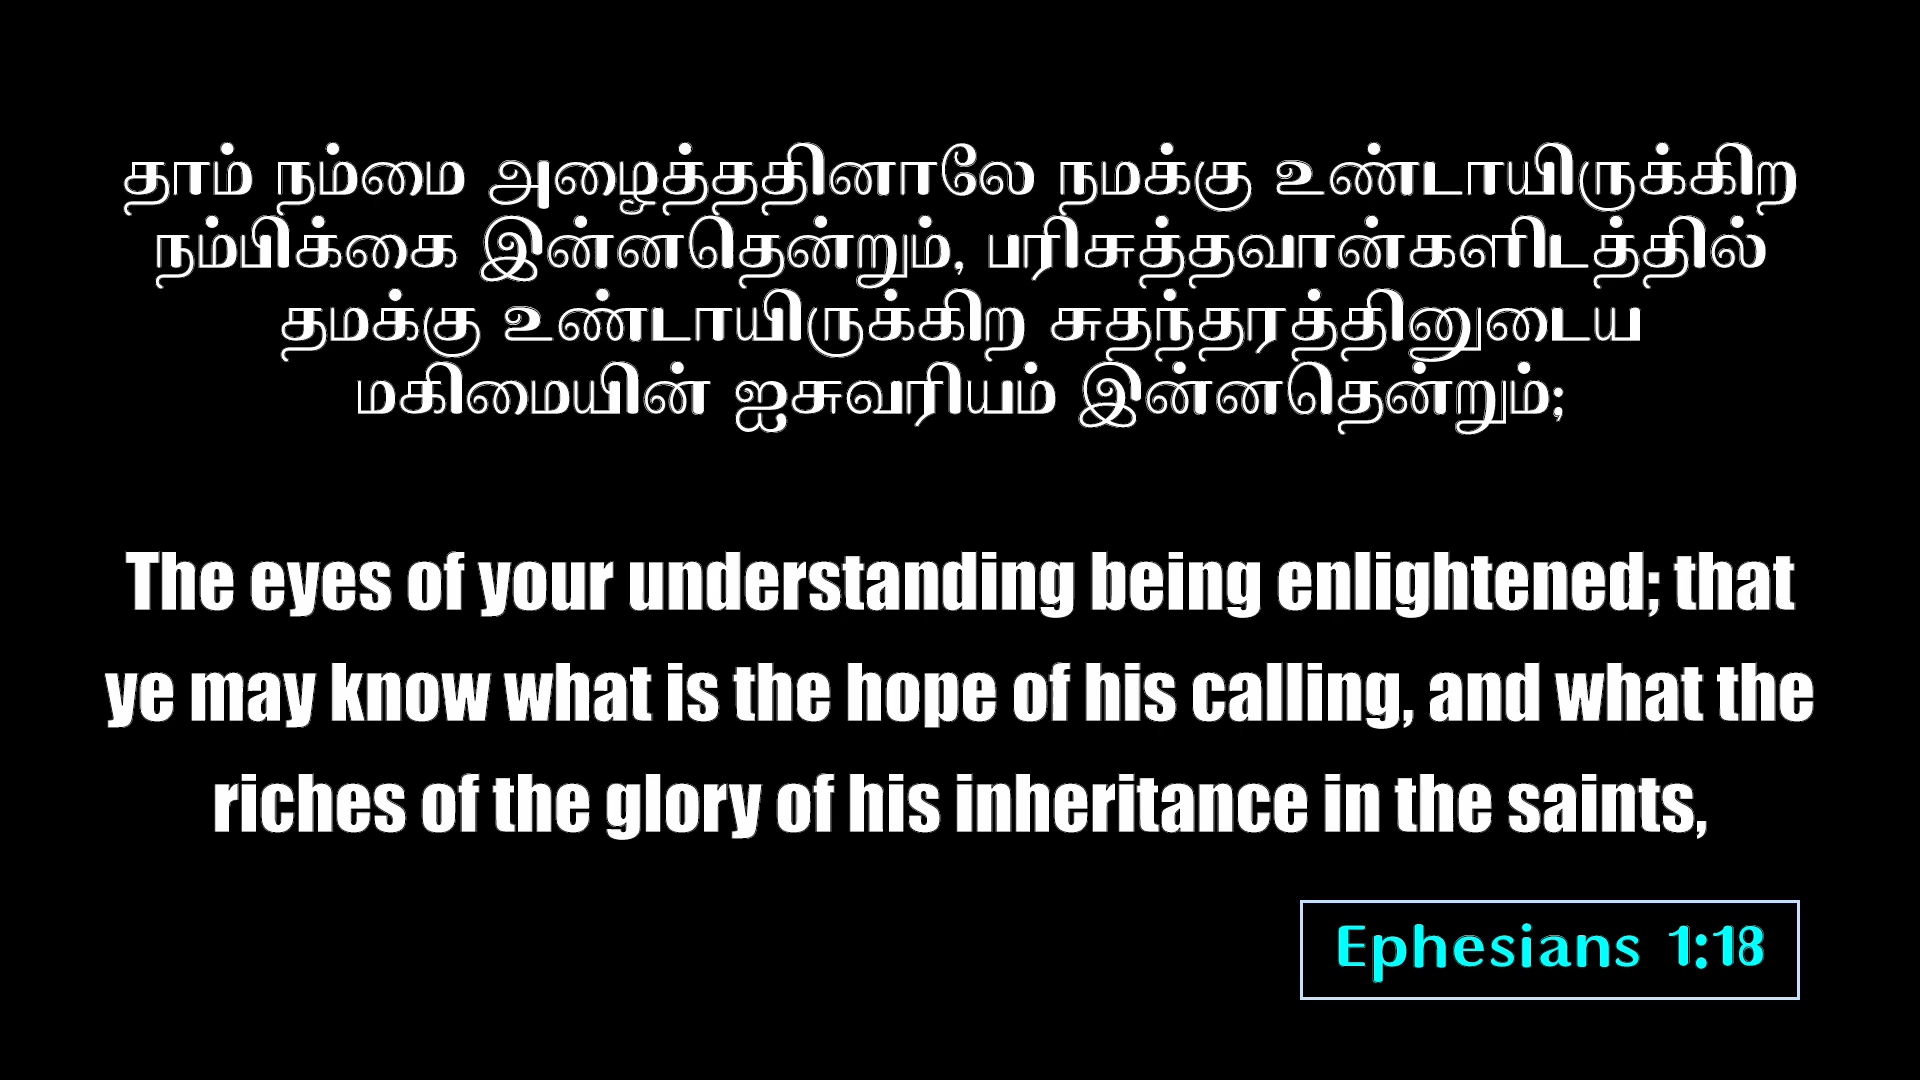 தாம் நம்மை அழைத்ததினாலே நமக்கு உண்டாயிருக்கிற
நம்பிக்கை இன்னதென்றும், பரிசுத்தவான்களிடத்தில்
தமக்கு உண்டாயிருக்கிற சுதந்தரத்தினுடைய
மகிமையின் ஐசுவரியம் இன்னதென்றும்;
The eyes of your understanding being enlightened; that
ye may know what is the hope of his calling, and what the
riches of the glory of his inheritance in the saints,
Ephesians 1:18